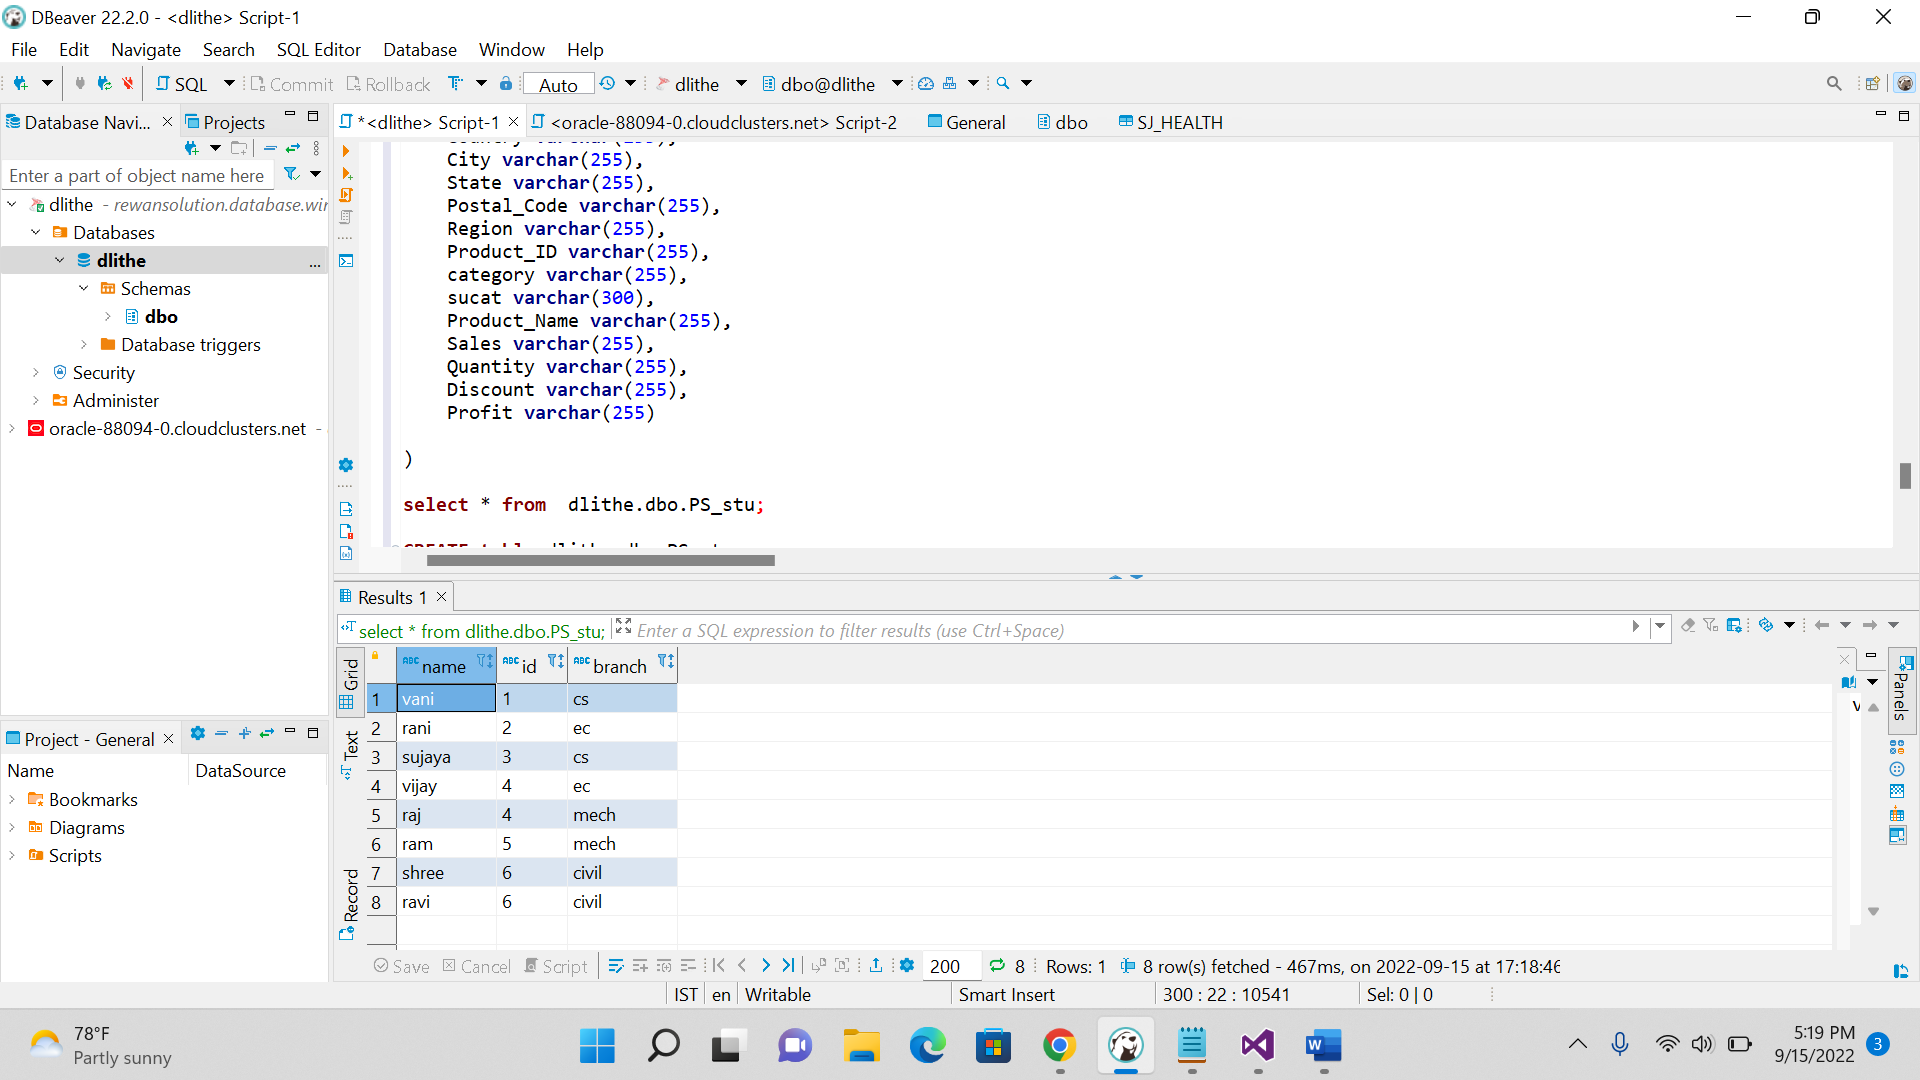 DBeaver 22.2.0 - <dlithe> Script-1
File Edit Navigate Search SQL Editor Database Window Help
SQL Commit Rollback Auto dlithe dbo@dlithe
Database Navi... Projects
*<dlithe> Script-1 <oracle-88094-0.cloudclusters.net> Script-2 General dbo SJ_HEALTH
Enter a part of object name here
dlithe - rewansolution.database.wir
Databases
dlithe ...
Schemas
dbo
Database triggers
Security
Administer
oracle-88094-0.cloudclusters.net -
City varchar(255),
State varchar(255),
Postal_Code varchar(255),
Region varchar(255),
Product_ID varchar(255),
category varchar(255),
sucat varchar(300),
Product_Name varchar(255),
Sales varchar(255),
Quantity varchar(255),
Discount varchar(255),
Profit varchar(255)
)
select * from dlithe.dbo.PS_stu;
Project - General
Name DataSource
Bookmarks
Diagrams
Scripts
Results 1
select * from dlithe.dbo.PS_stu; Enter a SQL expression to filter results (use Ctrl+Space)
Grid
Text
Record
Panels
ABC name ABC id ABC branch
1 vani 1 cs
2 rani 2 ec
3 sujaya 3 cs
4 vijay 4 ec
5 raj 4 mech
6 ram 5 mech
7 shree 6 civil
8 ravi 6 civil
Save Cancel Script 200 8 Rows: 1 8 row(s) fetched - 467ms, on 2022-09-15 at 17:18:46
IST en Writable Smart Insert 300 : 22 : 10541 Sel: 0 | 0
78°F
Partly sunny
5:19 PM
9/15/2022
3